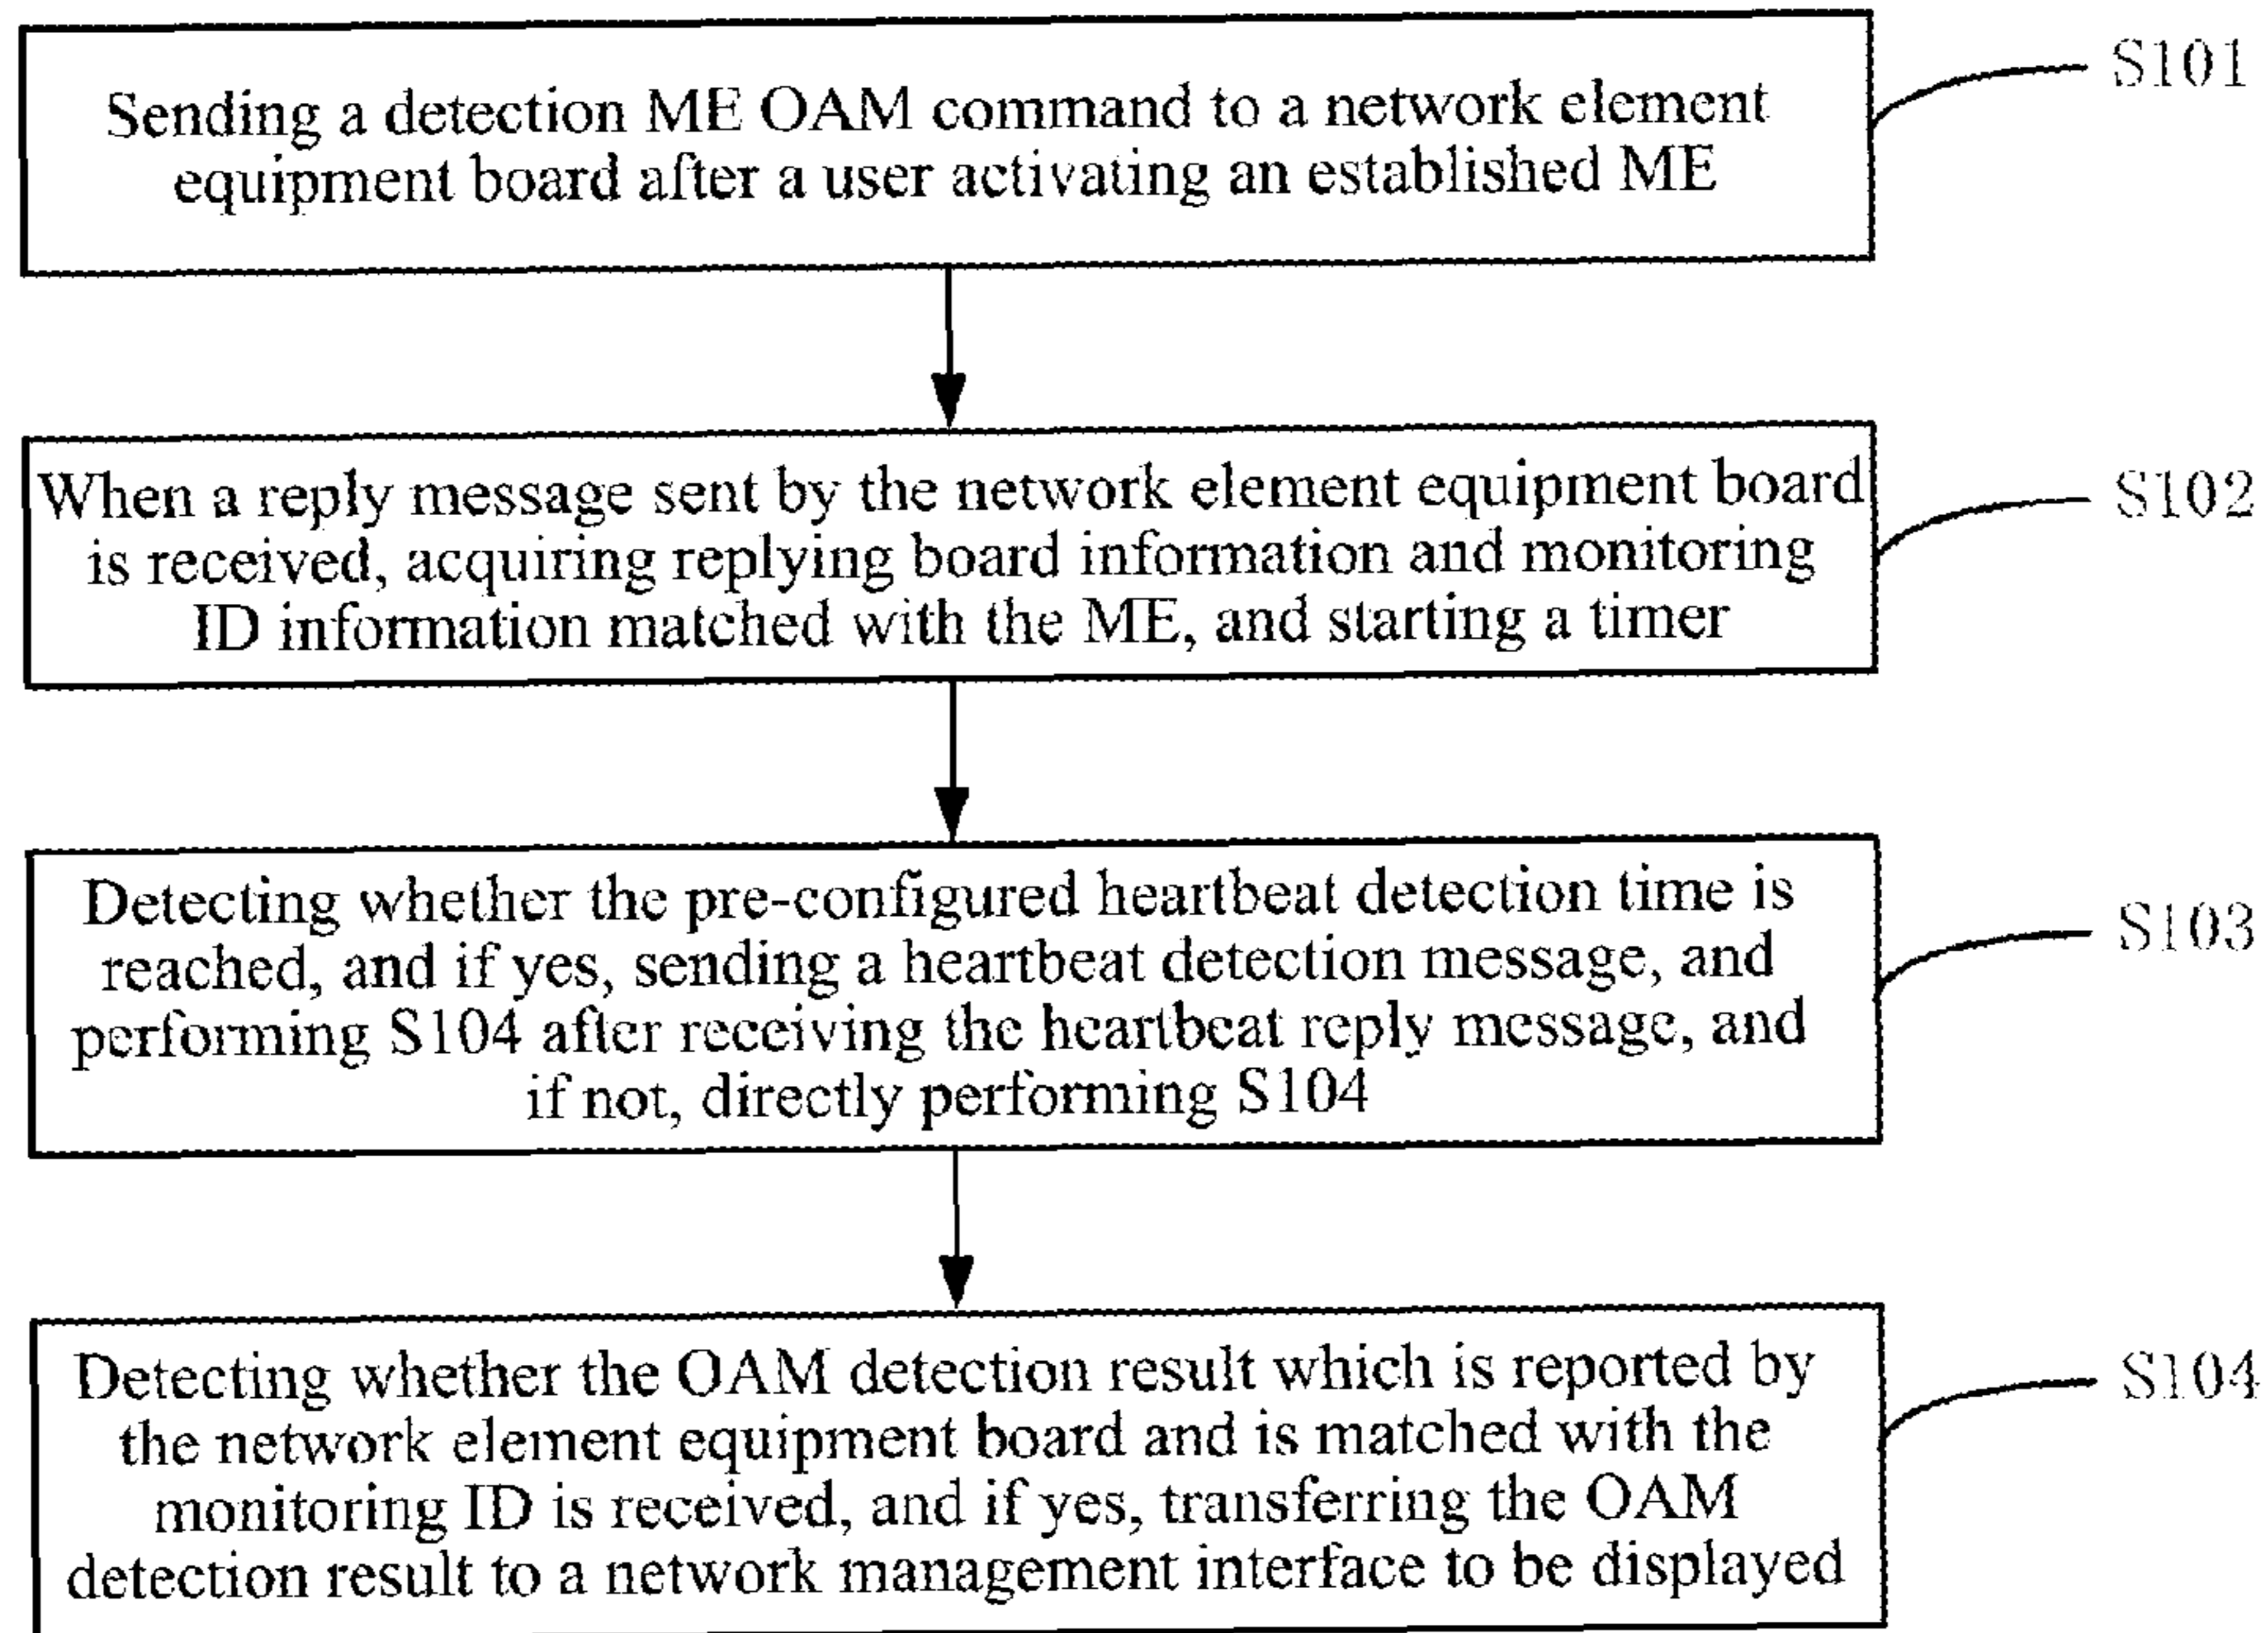 Sending a detection ME OAM command to a network element
equipment board after a user activating an established ME
S101
When a reply message sent by the network element equipment board
is received, acquiring replying board information and monitoring
ID information matched with the ME, and starting a timer
S102
Detecting whether the pre-configured heartbeat detection time is
reached, and if yes, sending a heartbeat detection message, and
performing S104 after receiving the heartbeat reply message, and
if not, directly performing S104
S103
Detecting whether the OAM detection result which is reported by
the network element equipment board and is matched with the
monitoring ID is received, and if yes, transferring the OAM
detection result to a network management interface to be displayed
S104